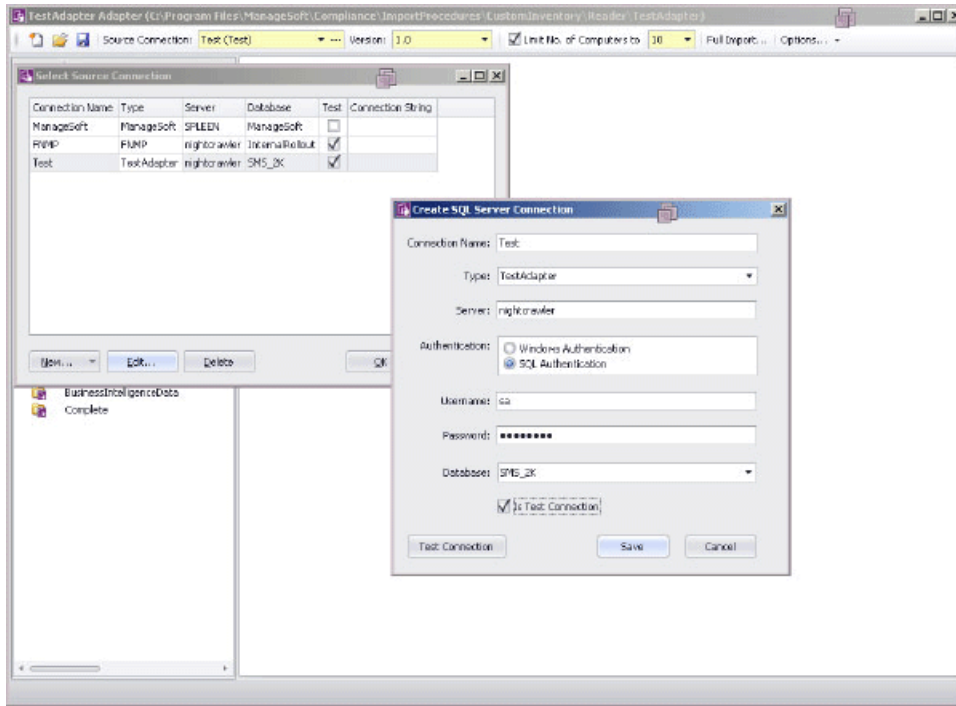 TestAdapter Adapter (C:\Program Files\ManageSoft\Compliance\ImportProcedures\CustomInventory\Reader\TestAdapter)
Source Connection: Test (Test) Version: 1.0 Limit No. of Computers to 10 Full Import... Options...
Select Source Connection
Connection Name Type Server Database Test Connection String
ManageSoft ManageSoft SPLEEN ManageSoft
FNMP FNMP nightcrawler InternalRollout
Test TestAdapter nightcrawler SMS_2K
New... Edit... Delete OK
BusinessIntelligenceData
Complete
Create SQL Server Connection
Connection Name: Test
Type: TestAdapter
Server: nightcrawler
Authentication: Windows Authentication
SQL Authentication
Username: sa
Password: ●●●●●●●●
Database: SMS_2K
Is Test Connection
Test Connection Save Cancel